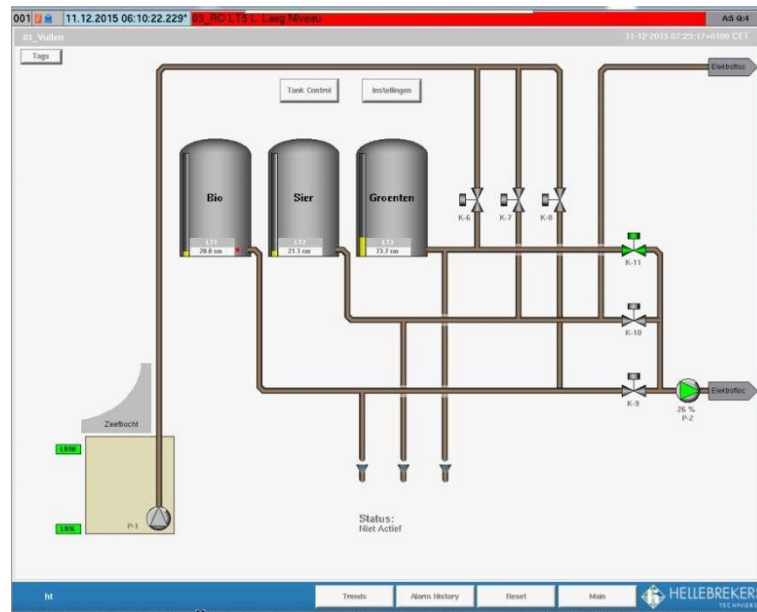 001 11.12.2015 06:10:22.229* 03_RO LT5 L. Laag Niveau A:5 Q:4
01_Vullen 11-12-2015 07:23:17+0100 CET
Tags
Elektrofloc
Tank Control Instellingen
Bio Sier Groenten
K-6 K-7 K-8
LT1 LT2 LT3
20.0 cm 21.1 cm 73.7 cm
K-11
K-10
Elektrofloc
K-9
26 %
P-2
Zeefbocht
P-1
Status:
Niet Actief
ht Trends Alarm History Reset Main HELLEBREKERS
TECHNIEK